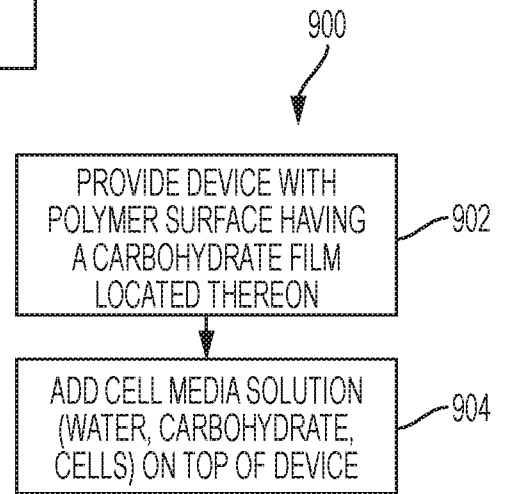 900
PROVIDE DEVICE WITH
POLYMER SURFACE HAVING
A CARBOHYDRATE FILM
LOCATED THEREON
902
ADD CELL MEDIA SOLUTION
(WATER, CARBOHYDRATE,
CELLS) ON TOP OF DEVICE
904